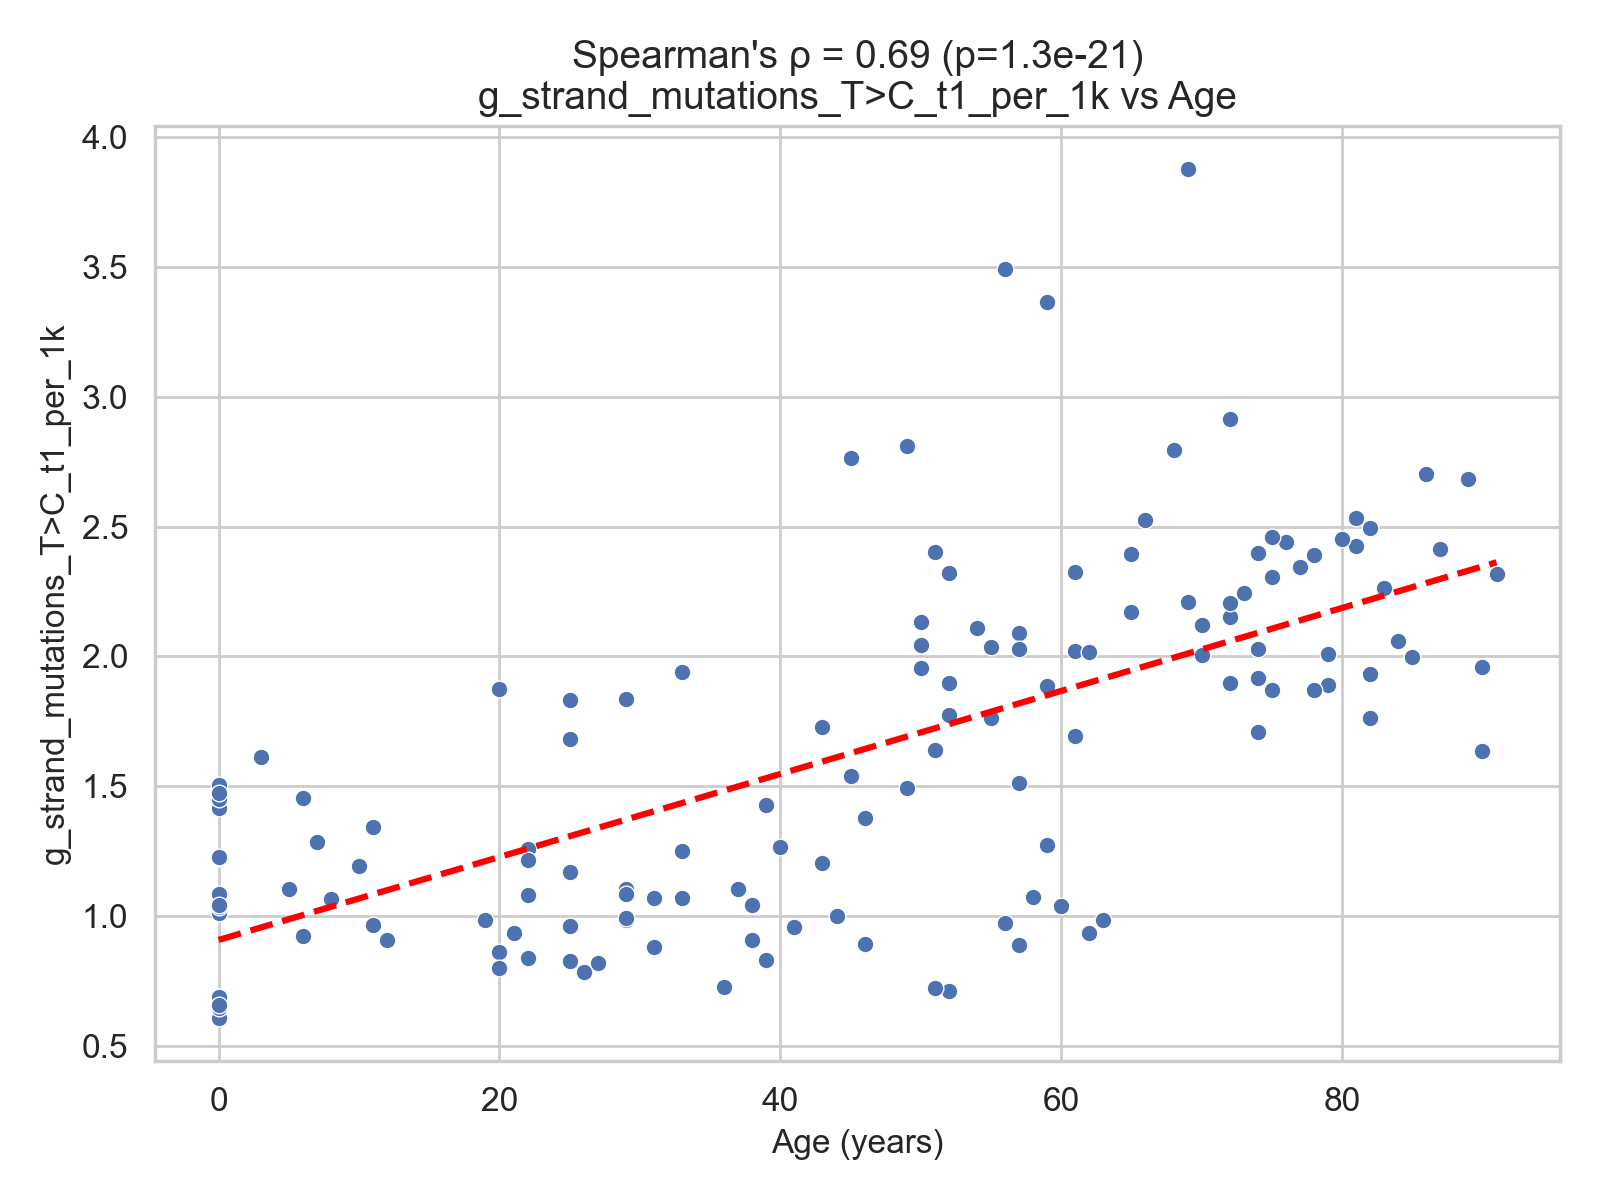 Spearman's ρ = 0.69 (p=1.3e-21)
g_strand_mutations_T>C_t1_per_1k vs Age
g_strand_mutations_T>C_t1_per_1k
4.0
3.5
3.0
2.5
2.0
1.5
1.0
0.5
0 20 40 60 80
Age (years)